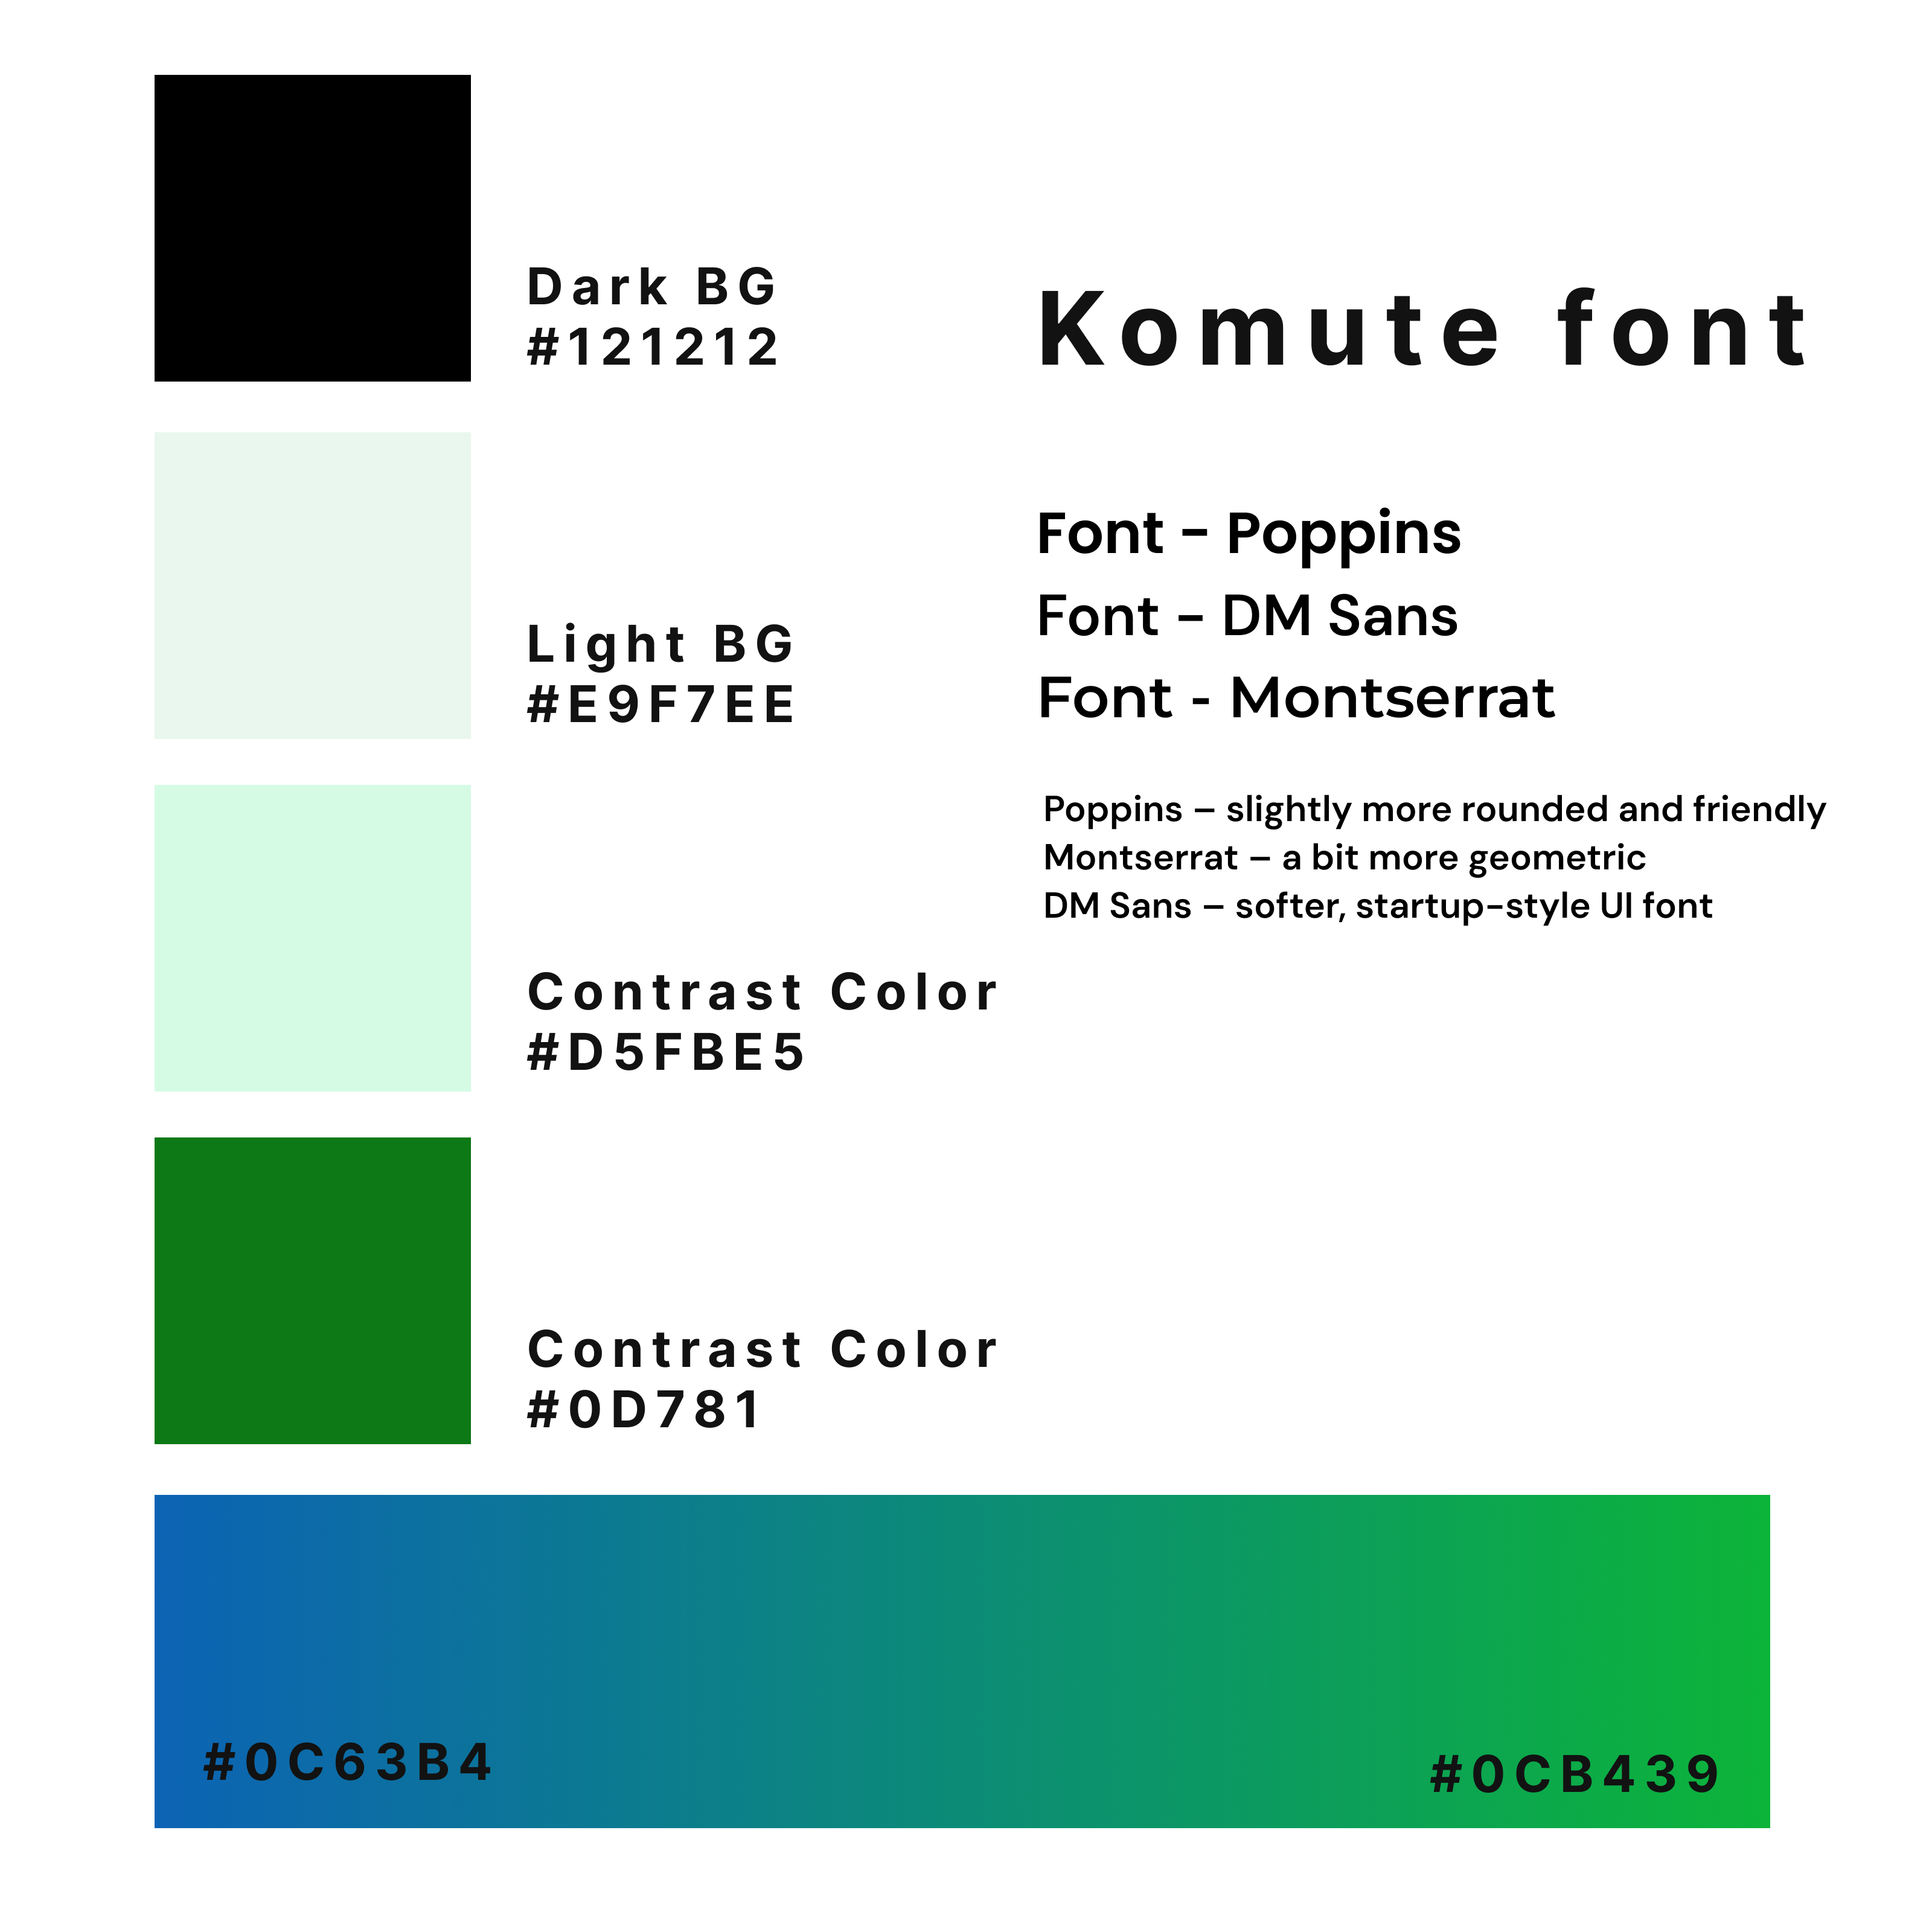 Dark BG
#121212
Komute font
Light BG
#E9F7EE
Font - Poppins
Font - DM Sans
Font - Montserrat
Poppins – slightly more rounded and friendly
Montserrat – a bit more geometric
DM Sans – softer, startup-style UI font
Contrast Color
#D5FBE5
Contrast Color
#0D781
#0C63B4
#0CB439